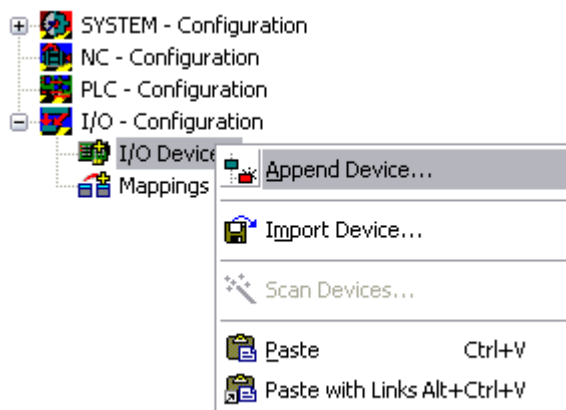 SYSTEM - Configuration
NC - Configuration
PLC - Configuration
I/O - Configuration
I/O Device
Append Device...
Mappings
Import Device...
Scan Devices...
Paste Ctrl+V
Paste with Links Alt+Ctrl+V